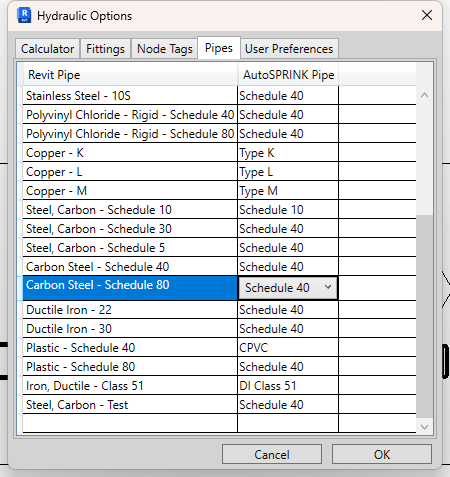 Hydraulic Options
Calculator Fittings Node Tags Pipes User Preferences
Revit Pipe AutoSPRINK Pipe
Stainless Steel - 10S Schedule 40
Polyvinyl Chloride - Rigid - Schedule 40 Schedule 40
Polyvinyl Chloride - Rigid - Schedule 80 Schedule 40
Copper - K Type K
Copper - L Type L
Copper - M Type M
Steel, Carbon - Schedule 10 Schedule 10
Steel, Carbon - Schedule 30 Schedule 40
Steel, Carbon - Schedule 5 Schedule 40
Carbon Steel - Schedule 40 Schedule 40
Carbon Steel - Schedule 80 Schedule 40
Ductile Iron - 22 Schedule 40
Ductile Iron - 30 Schedule 40
Plastic - Schedule 40 CPVC
Plastic - Schedule 80 Schedule 40
Iron, Ductile - Class 51 DI Class 51
Steel, Carbon - Test Schedule 40
Cancel OK